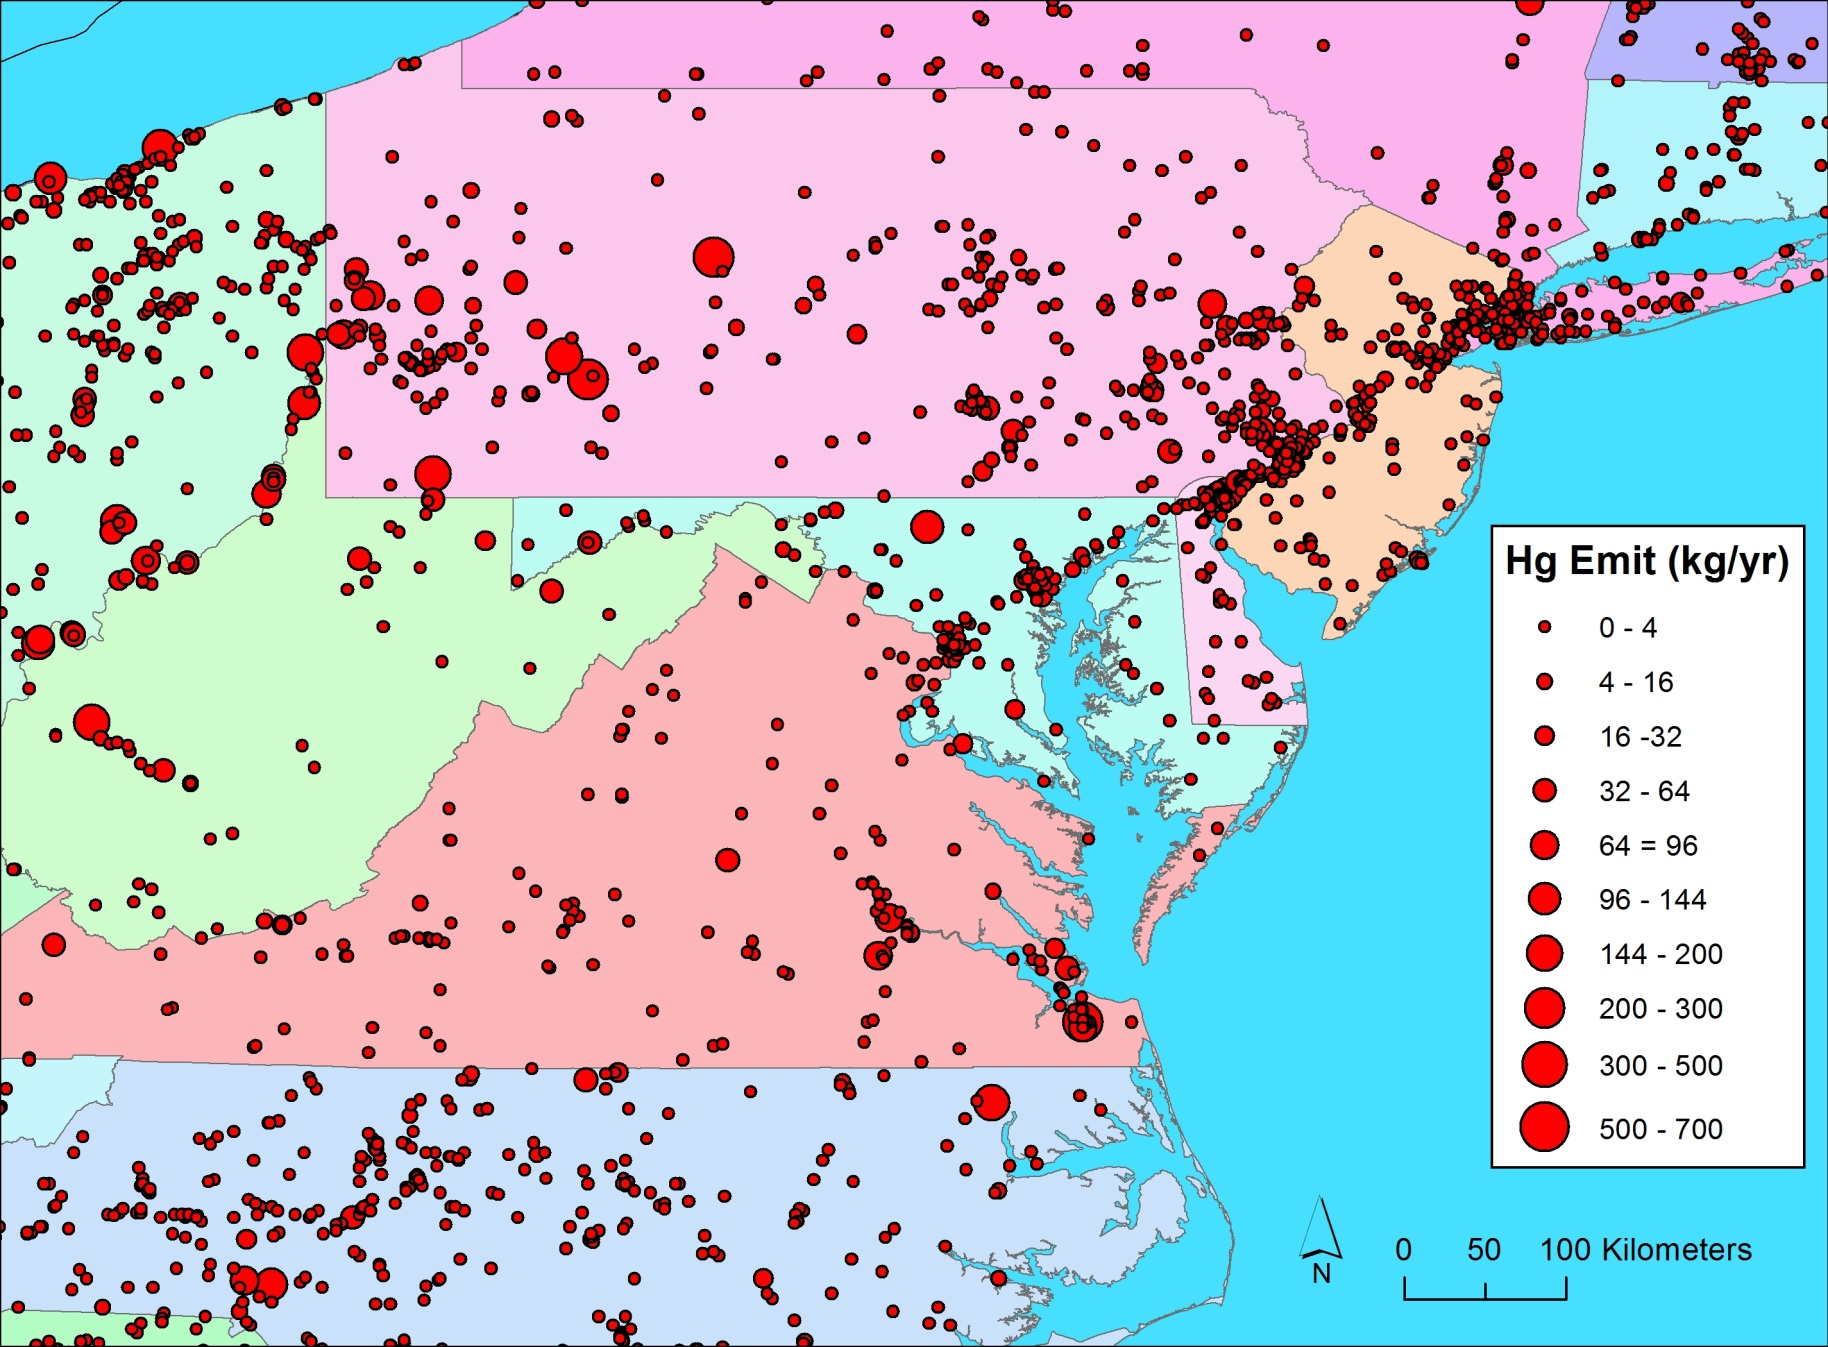 Hg Emit (kg/yr)
0 - 4
4 - 16
16 -32
32 - 64
64 = 96
96 - 144
144 - 200
200 - 300
300 - 500
500 - 700
0 50 100 Kilometers
N